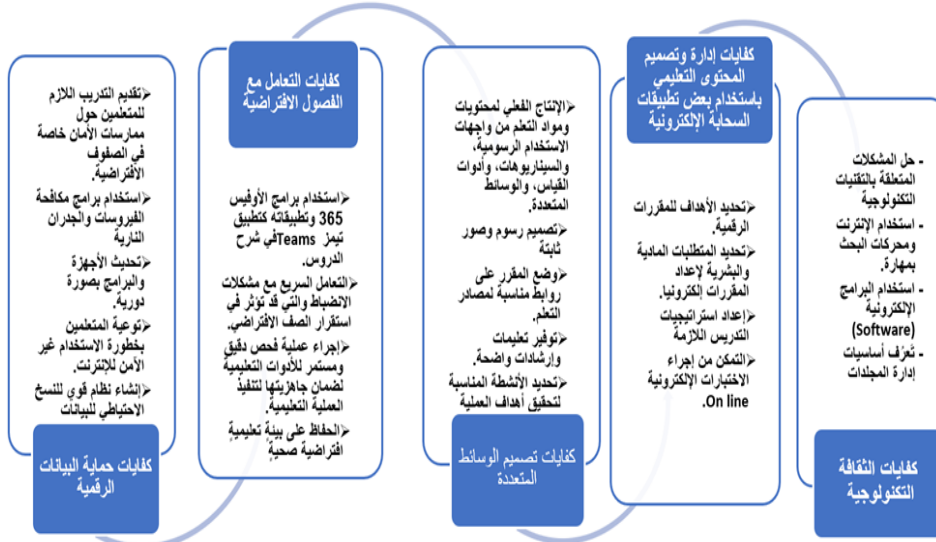 - حل المشكلات
المتعلقة بالتقنيات
التكنولوجية
- استخدام الإنترنت
ومحركات البحث
بمهارة.
- استخدام البرامج
الإلكترونية
(Software)
- تعرّف أساسيات
إدارة المجلدات
كفايات الثقافة
التكنولوجية
كفايات إدارة وتصميم
المحتوى التعليمي
باستخدام بعض تطبيقات
السحابة الإلكترونية
➢تحديد الأهداف للمقررات
الرقمية.
➢تحديد المتطلبات المادية
والبشرية لإعداد
المقررات إلكترونيا.
➢إعداد استراتيجيات
التدريس اللازمة
➢التمكن من إجراء
الاختبارات الإلكترونية
On line.
➢الإنتاج الفعلي لمحتويات
ومواد التعلم من واجهات
الاستخدام الرسومية،
والسيناريوهات، وأدوات
القياس، والوسائط
المتعددة.
➢تصميم رسوم وصور
ثابتة
➢وضع المقرر على
روابط مناسبة لمصادر
التعلم.
➢توفير تعليمات
وإرشادات واضحة.
➢تحديد الأنشطة المناسبة
لتحقيق أهداف العملية
كفايات تصميم الوسائط
المتعددة
كفايات التعامل مع
الفصول الافتراضية
➢استخدام برامج الأوفيس
365 وتطبيقاته كتطبيق
تيمز Teamsفي شرح
الدروس.
➢التعامل السريع مع مشكلات
الانضباط والتي قد تؤثر في
استقرار الصف الافتراضي.
➢إجراء عملية فحص دقيق
ومستمر للأدوات التعليمية
لضمان جاهزيتها لتنفيذ
العملية التعليمية.
➢الحفاظ على بيئةٍ تعليميةٍ
افتراضية صحيةٍ
➢تقديم التدريب اللازم
للمتعلمين حول
ممارسات الأمان خاصة
في الصفوف
الافتراضية.
➢استخدام برامج مكافحة
الفيروسات والجدران
النارية
➢تحديث الأجهزة
والبرامج بصورة
دورية.
➢توعية المتعلمين
بخطورة الاستخدام غير
الآمن للإنترنت.
➢إنشاء نظام قوي للنسخ
الاحتياطي للبيانات
كفايات حماية البيانات
الرقمية